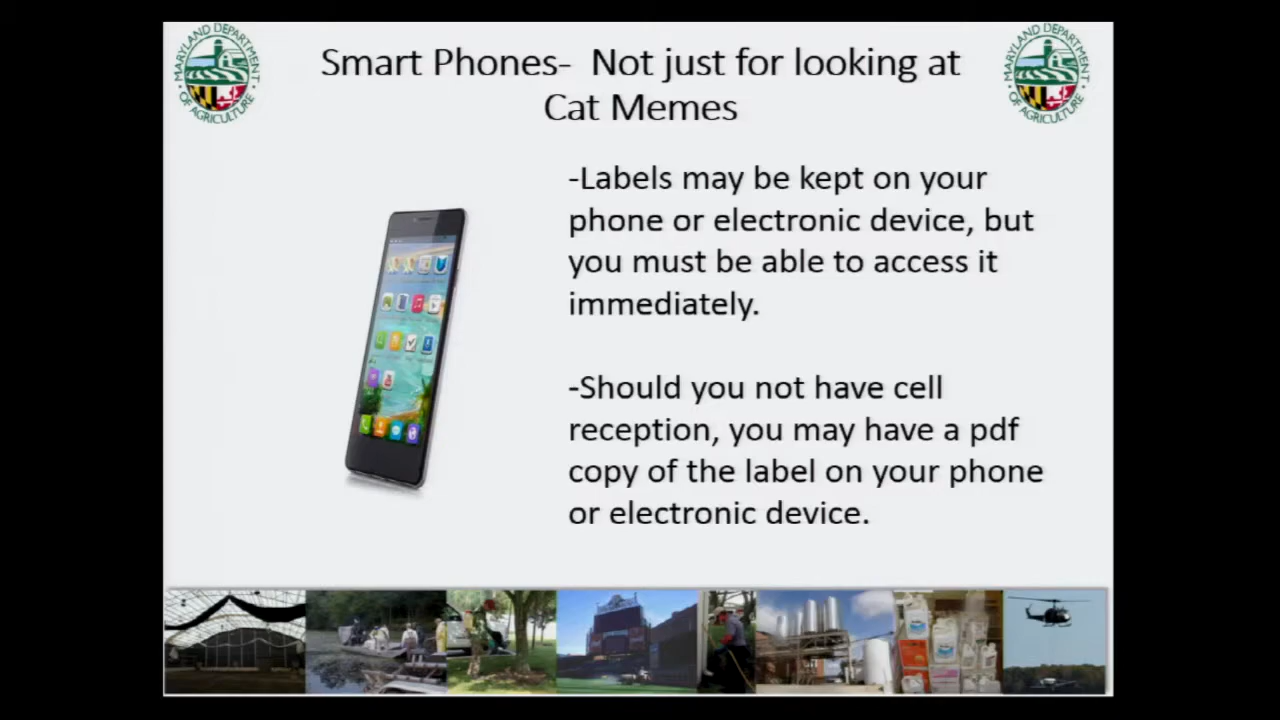 MARYLAND DEPARTMENT
OF AGRICULTURE
Smart Phones-  Not just for looking at
Cat Memes
MARYLAND DEPARTMENT
OF AGRICULTURE
-Labels may be kept on your
phone or electronic device, but
you must be able to access it
immediately.
-Should you not have cell
reception, you may have a pdf
copy of the label on your phone
or electronic device.